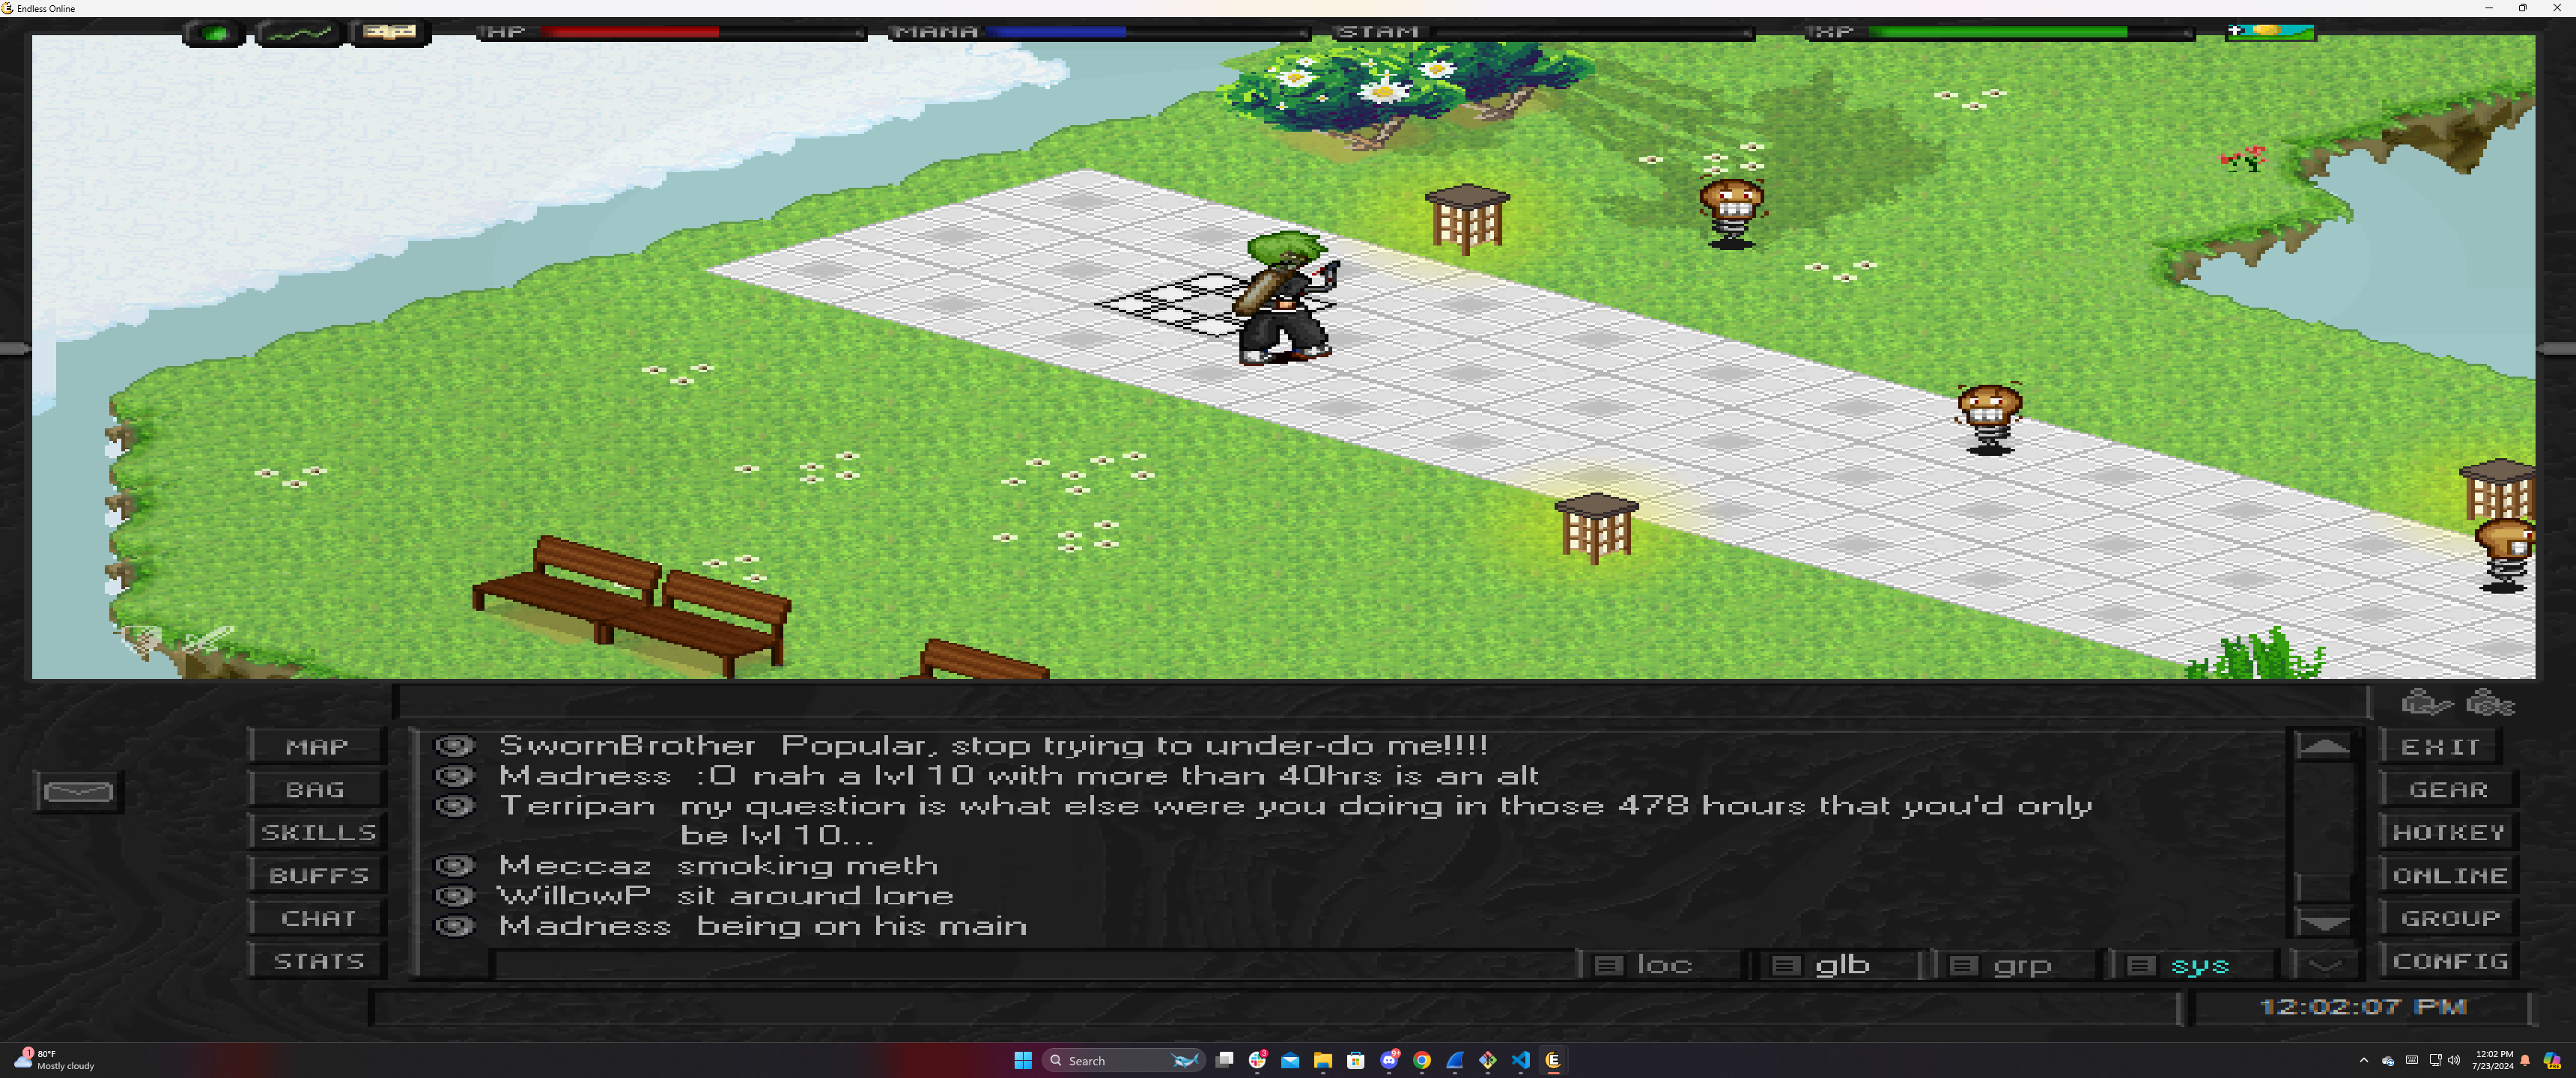 Endless Online
HP
MANA
STAM
XP
MAP
BAG
SKILLS
BUFFS
CHAT
STATS
SwornBrother Popular, stop trying to under-do me!!!!
Madness :O nah a lvl 10 with more than 40hrs is an alt
Terripan my question is what else were you doing in those 478 hours that you'd only
be lvl 10...
Meccaz smoking meth
WillowP sit around lone
Madness being on his main
loc
glb
grp
sys
EXIT
GEAR
HOTKEY
ONLINE
GROUP
CONFIG
12:02:07 PM
1
80°F
Mostly cloudy
Search
3
9+
12:02 PM
7/23/2024